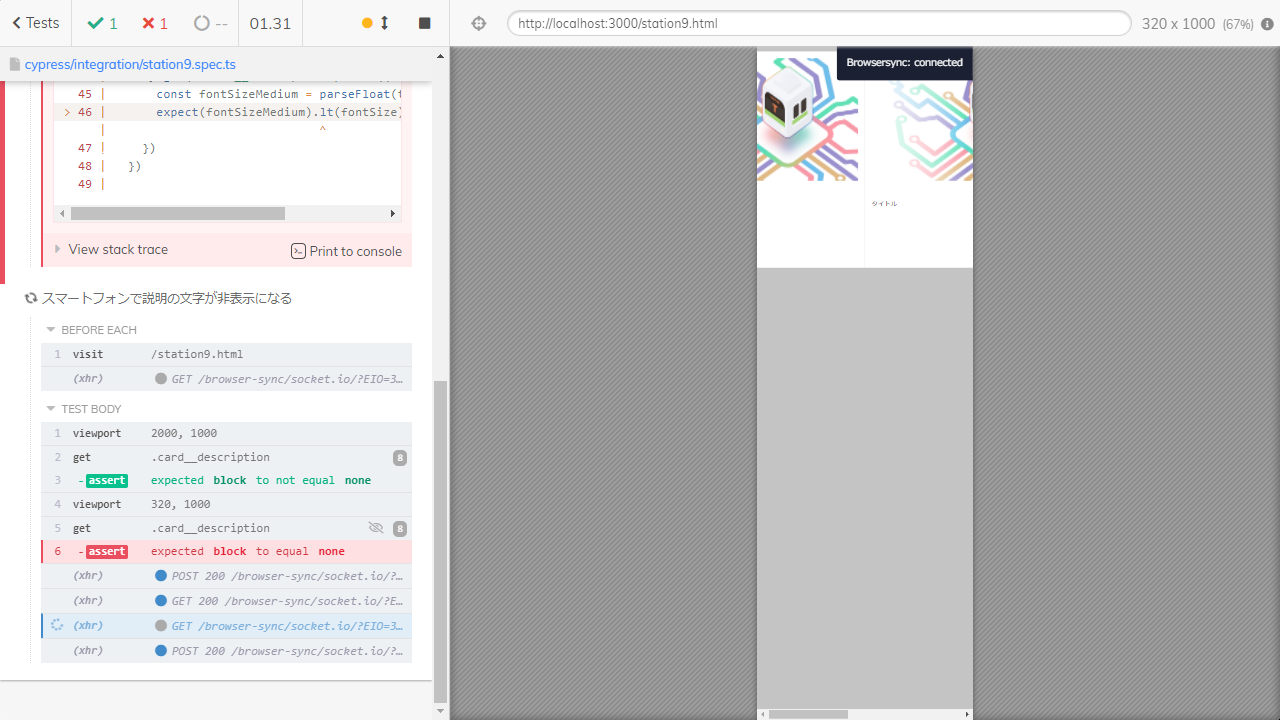 Tests
1
1
--
01.31
http://localhost:3000/station9.html
320 x 1000 (67%)
cypress/integration/station9.spec.ts
45 | const fontSizeMedium = parseFloat(
> 46 | expect(fontSizeMedium).lt(fontSize)
| ^
47 | })
48 | })
49 |
View stack trace
Print to console
スマートフォンで説明の文字が非表示になる
BEFORE EACH
1 visit /station9.html
(xhr) GET /browser-sync/socket.io/?EIO=3...
TEST BODY
1 viewport 2000, 1000
2 get .card__description 8
3 -assert expected block to not equal none
4 viewport 320, 1000
5 get .card__description 8
6 -assert expected block to equal none
(xhr) POST 200 /browser-sync/socket.io/?...
(xhr) GET 200 /browser-sync/socket.io/?E...
(xhr) GET /browser-sync/socket.io/?EIO=3...
(xhr) POST 200 /browser-sync/socket.io/?...
Browsersync: connected
タイトル